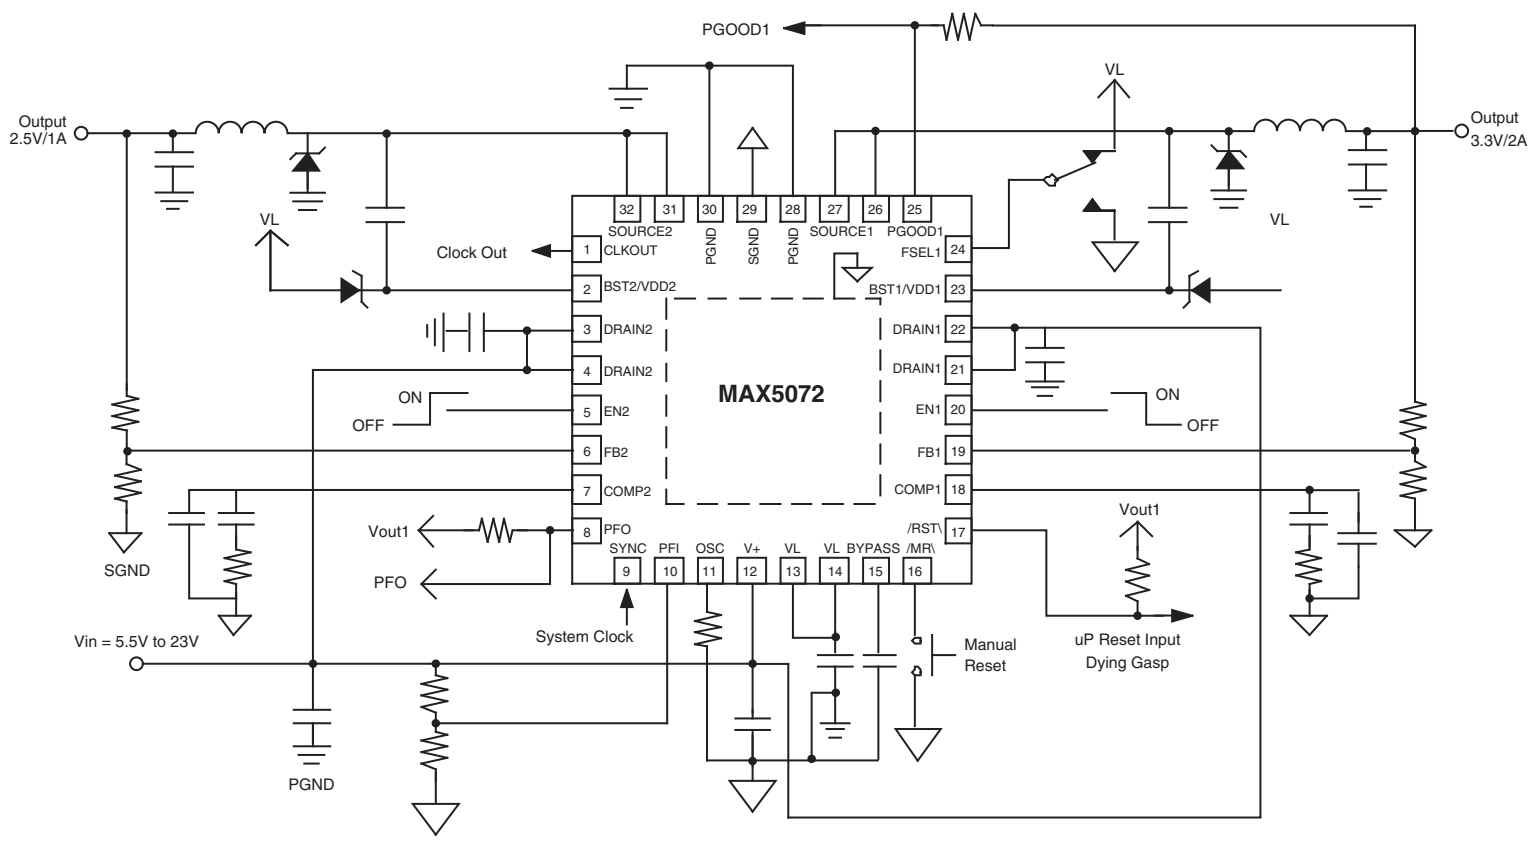 PGOOD1
VL
Output
2.5V/1A
Output
3.3V/2A
VL
VL
32 31 30 29 28 27 26 25
SOURCE2
PGND
SGND
PGND
SOURCE1
PGOOD1
Clock Out
1 CLKOUT
FSEL1 24
2 BST2/VDD2
BST1/VDD1 23
3 DRAIN2
DRAIN1 22
4 DRAIN2
DRAIN1 21
MAX5072
ON
OFF
5 EN2
EN1 20
ON
OFF
6 FB2
FB1 19
7 COMP2
COMP1 18
Vout1
8 PFO
/RST\ 17
Vout1
PFO
SYNC PFI OSC V+ VL VL BYPASS /MR\
9 10 11 12 13 14 15 16
SGND
System Clock
Manual
Reset
uP Reset Input
Dying Gasp
Vin = 5.5V to 23V
PGND